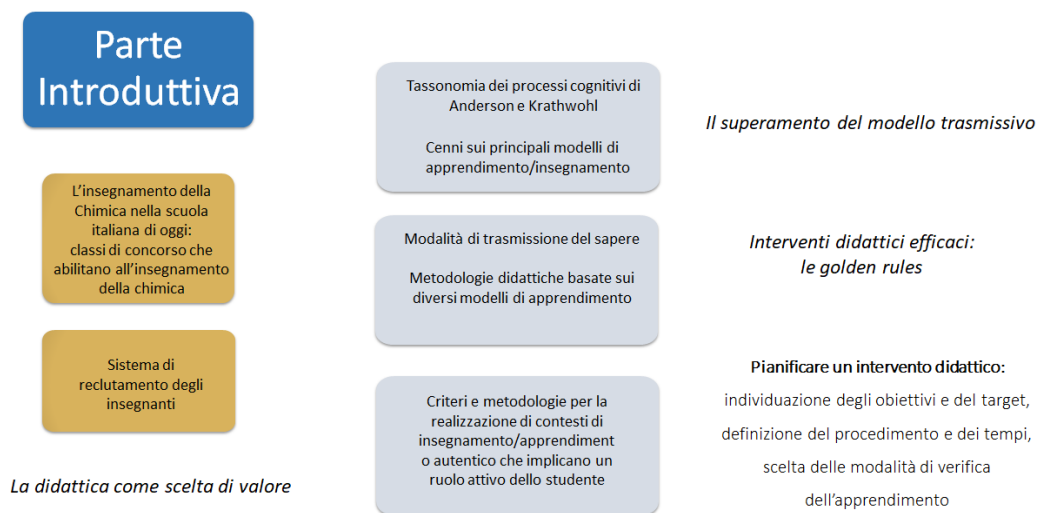 Parte
Introduttiva
L'insegnamento della
Chimica nella scuola
italiana di oggi:
classi di concorso che
abilitano all'insegnamento
della chimica
Sistema di
reclutamento degli
insegnanti
La didattica come scelta di valore
Tassonomia dei processi cognitivi di
Anderson e Krathwohl
Cenni sui principali modelli di
apprendimento/insegnamento
Modalità di trasmissione del sapere
Metodologie didattiche basate sui
diversi modelli di apprendimento
Criteri e metodologie per la
realizzazione di contesti di
insegnamento/apprendiment
o autentico che implicano un
ruolo attivo dello studente
Il superamento del modello trasmissivo
Interventi didattici efficaci:
le golden rules
Pianificare un intervento didattico:
individuazione degli obiettivi e del target,
definizione del procedimento e dei tempi,
scelta delle modalità di verifica
dell'apprendimento